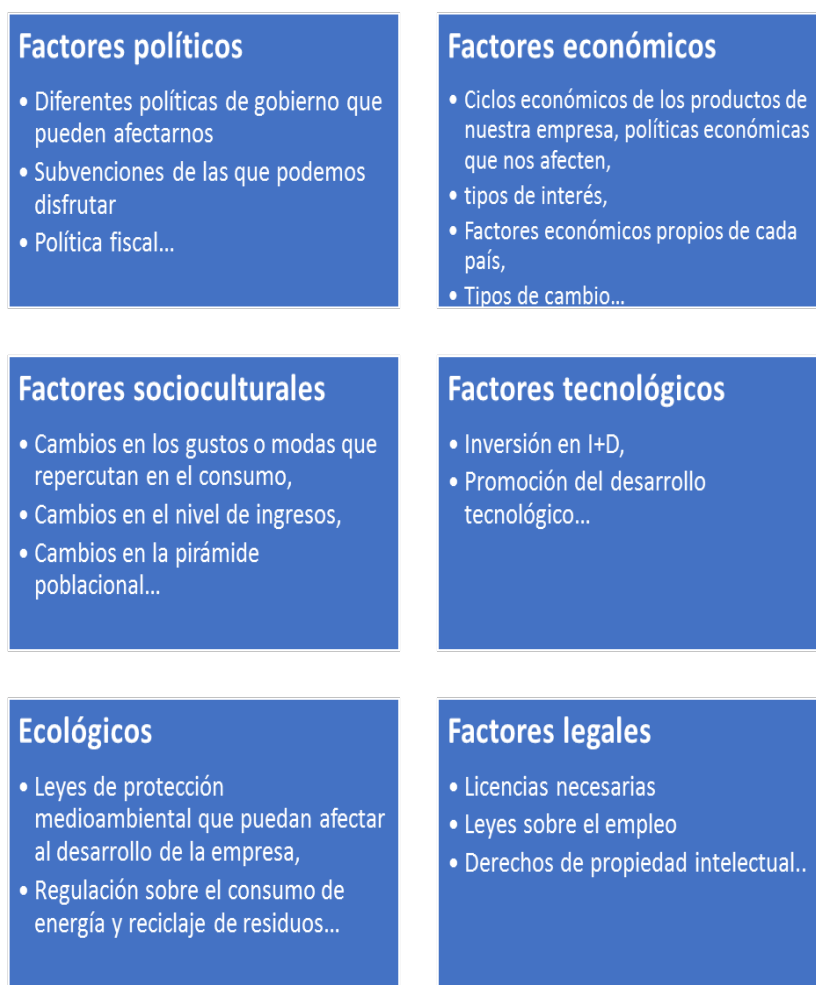 Factores políticos
• Diferentes políticas de gobierno que
pueden afectarnos
• Subvenciones de las que podemos
disfrutar
• Política fiscal...
Factores económicos
• Ciclos económicos de los productos de
nuestra empresa, políticas económicas
que nos afecten,
• tipos de interés,
• Factores económicos propios de cada
país,
• Tipos de cambio...
Factores socioculturales
• Cambios en los gustos o modas que
repercutan en el consumo,
• Cambios en el nivel de ingresos,
• Cambios en la pirámide
poblacional...
Factores tecnológicos
• Inversión en I+D,
• Promoción del desarrollo
tecnológico...
Ecológicos
• Leyes de protección
medioambiental que puedan afectar
al desarrollo de la empresa,
• Regulación sobre el consumo de
energía y reciclaje de residuos...
Factores legales
• Licencias necesarias
• Leyes sobre el empleo
• Derechos de propiedad intelectual..